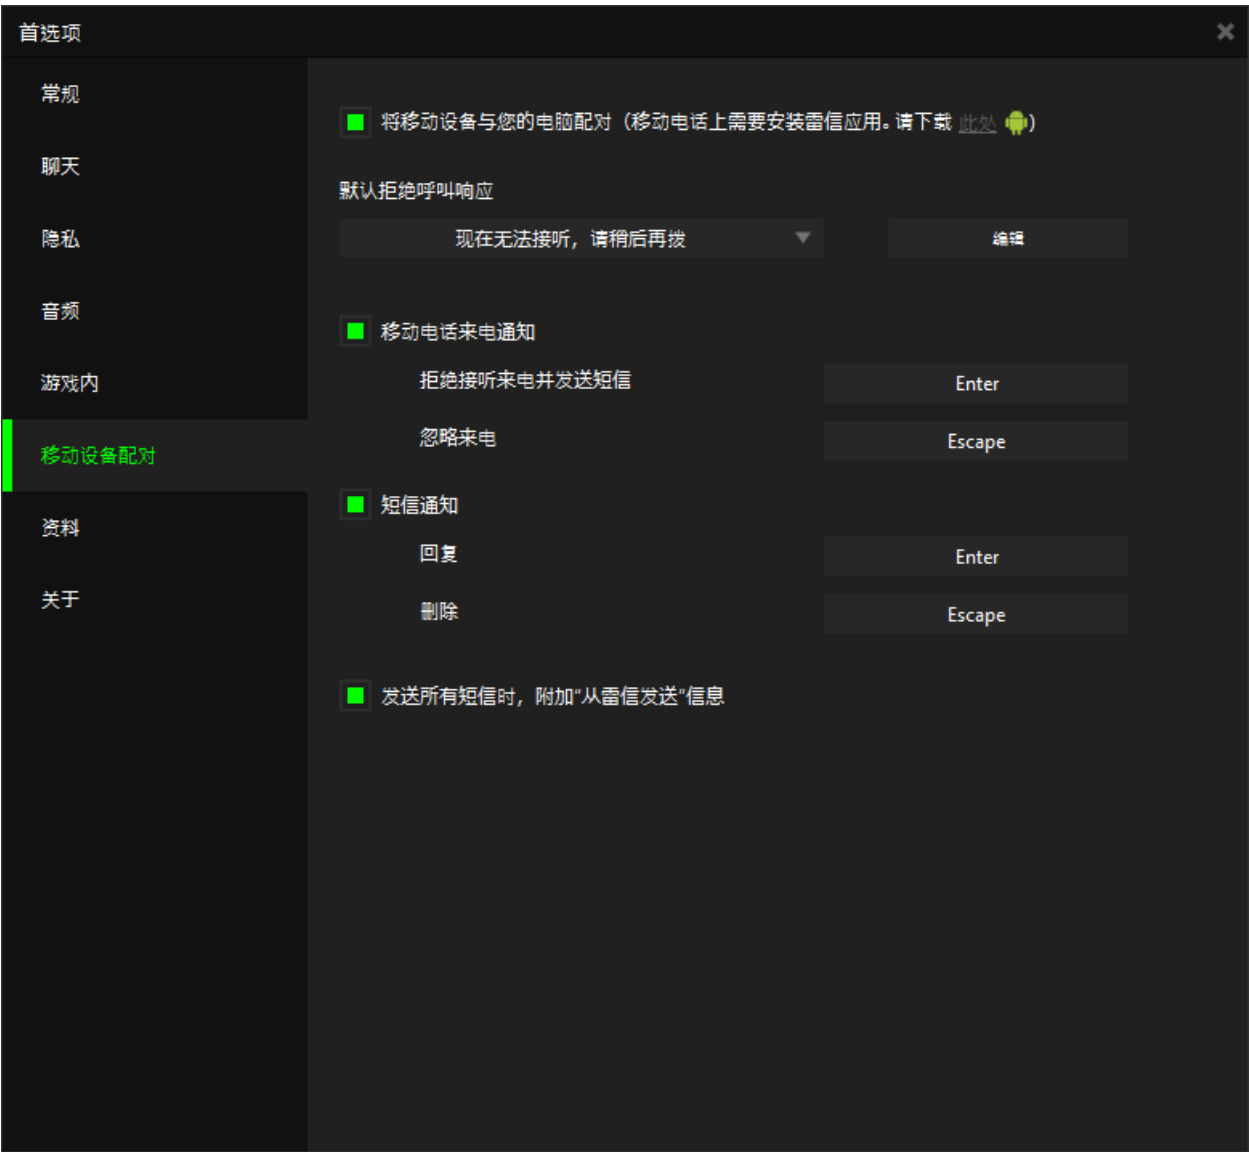 首选项
常规
聊天
隐私
音频
游戏内
移动设备配对
资料
关于
将移动设备与您的电脑配对（移动电话上需要安装雷信应用。请下载 此处 )
默认拒绝呼叫响应
现在无法接听，请稍后再拨
编辑
移动电话来电通知
拒绝接听来电并发送短信
Enter
忽略来电
Escape
短信通知
回复
Enter
删除
Escape
发送所有短信时，附加“从雷信发送”信息